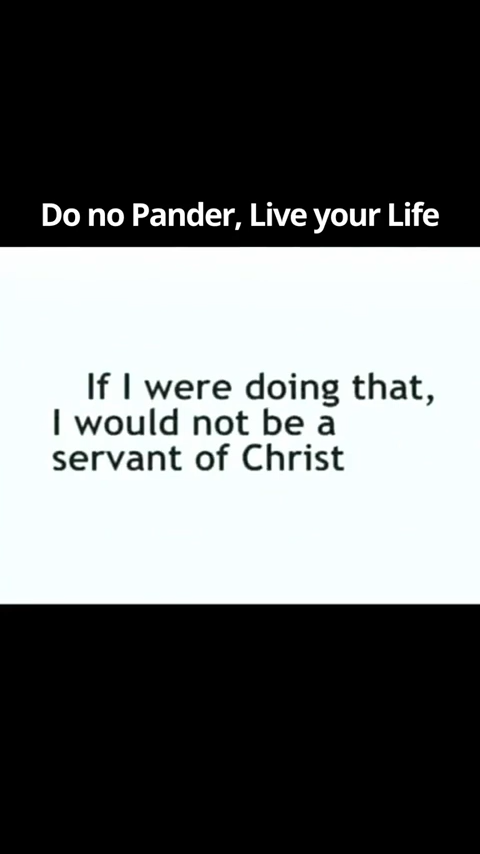 Do no Pander, Live your Life
If I were doing that,
I would not be a
servant of Christ